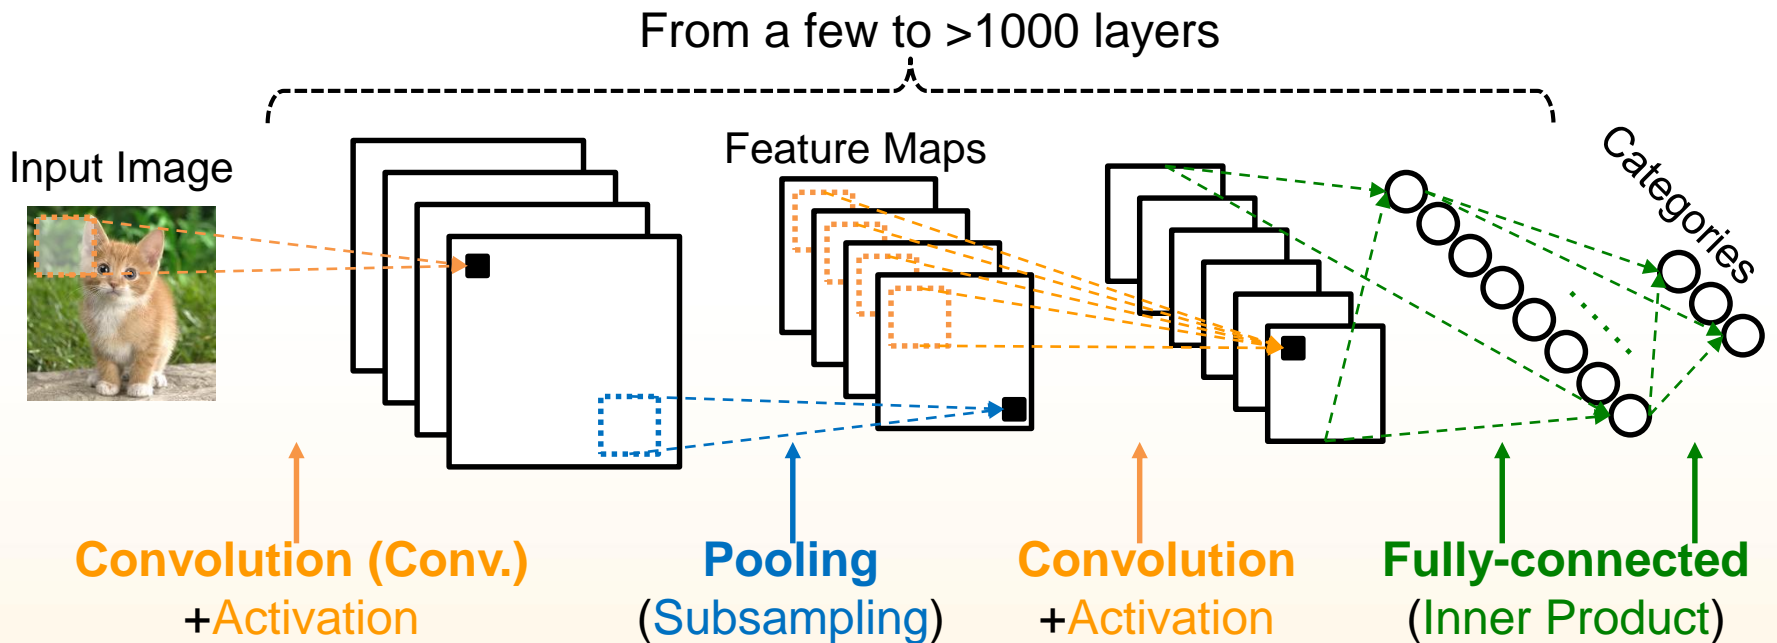 From a few to >1000 layers
Input Image
Feature Maps
Categories
Convolution (Conv.)
+Activation
Pooling
(Subsampling)
Convolution
+Activation
Fully-connected
(Inner Product)